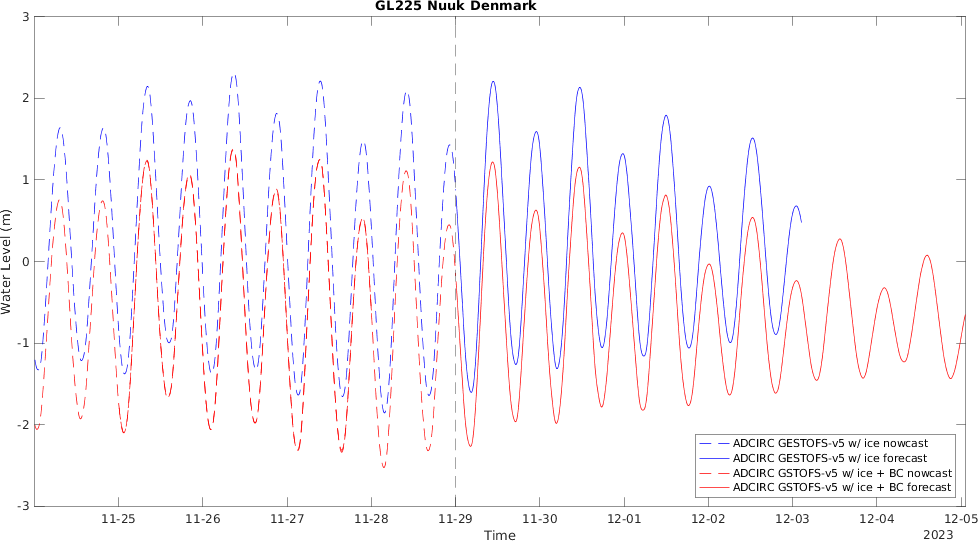 GL225 Nuuk Denmark
3
2
1
0
-1
-2
-3
Water Level (m)
ADCIRC GESTOFS-v5 w/ ice nowcast
ADCIRC GESTOFS-v5 w/ ice forecast
ADCIRC GSTOFS-v5 w/ ice + BC nowcast
ADCIRC GSTOFS-v5 w/ ice + BC forecast
11-25 11-26 11-27 11-28 11-29 11-30 12-01 12-02 12-03 12-04 12-05
Time
2023